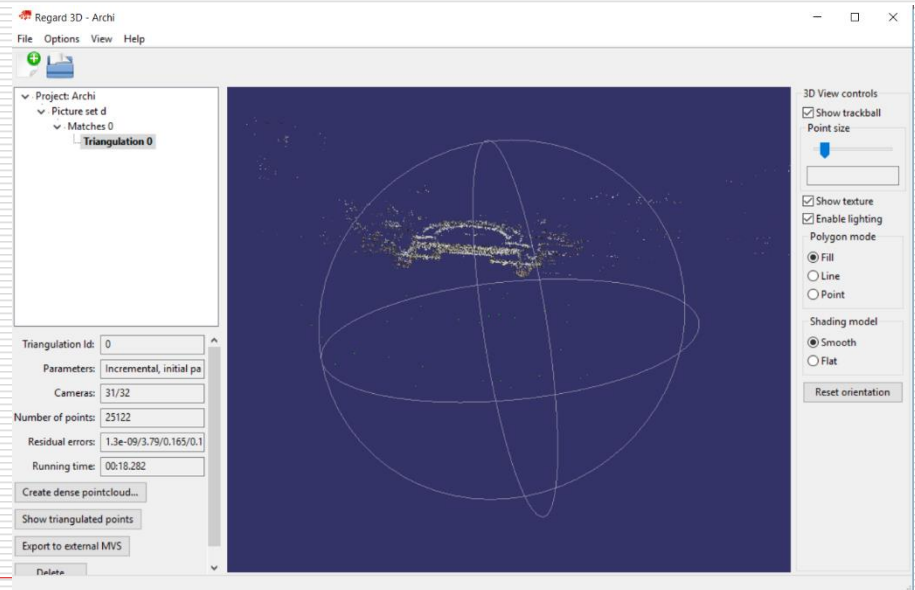 Regard 3D - Archi
File Options View Help
Project: Archi
Picture set d
Matches 0
Triangulation 0
Triangulation Id: 0
Parameters: Incremental, initial pa
Cameras: 31/32
Number of points: 25122
Residual errors: 1.3e-09/3.79/0.165/0.1
Running time: 00:18.282
Create dense pointcloud...
Show triangulated points
Export to external MVS
Delete
3D View controls
Show trackball
Point size
Show texture
Enable lighting
Polygon mode
Fill
Line
Point
Shading model
Smooth
Flat
Reset orientation